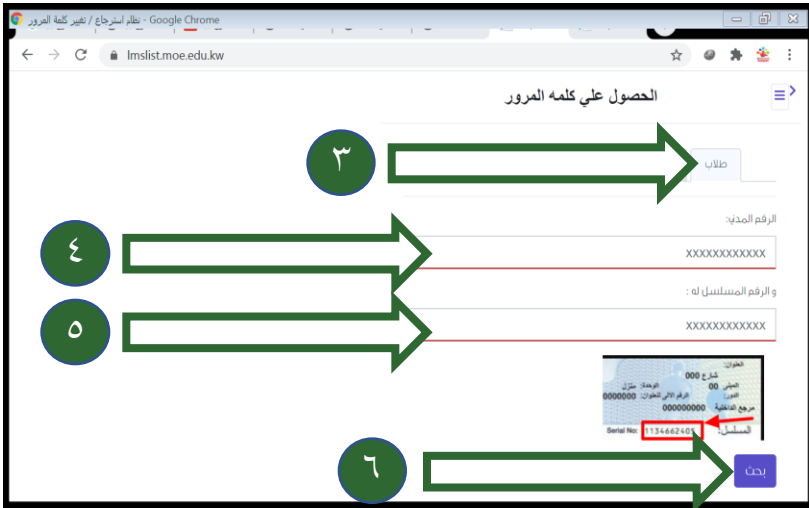 نظام استرجاع / تغيير كلمة المرور - Google Chrome
lmslist.moe.edu.kw
الحصول علي كلمه المرور
٣
طلاب
الرقم المدني:
٤
XXXXXXXXXXXX
و الرقم المسلسل له :
٥
XXXXXXXXXXXX
العنوان:
شارع 000
المبنى 00 الوحدة: منزل
الدور: الرقم الآلي للعنوان: 0000000
مرجع الداخلية 000000000
المسلسل: 1134662405 Serial No:
٦
بحث